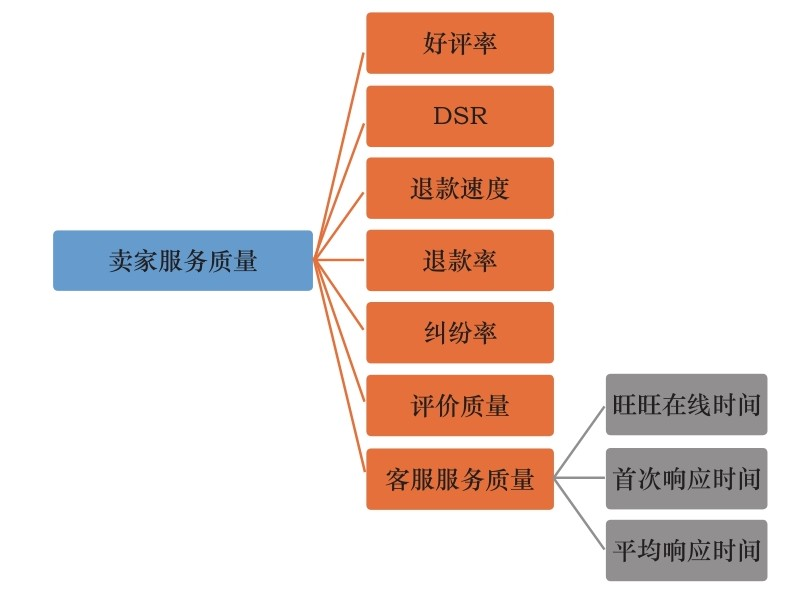 卖家服务质量
好评率
DSR
退款速度
退款率
纠纷率
评价质量
客服服务质量
旺旺在线时间
首次响应时间
平均响应时间